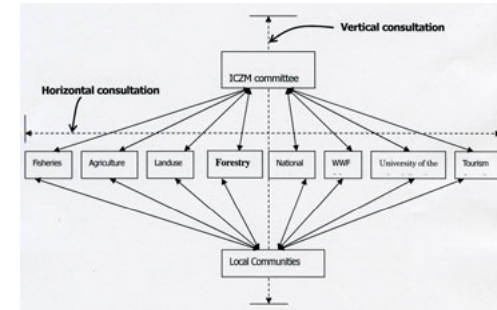 Vertical consultation
ICZM committee
Horizontal consultation
Fisheries
Agriculture
Landuse
Forestry
National
WWF
University of the
Tourism
Local Communities